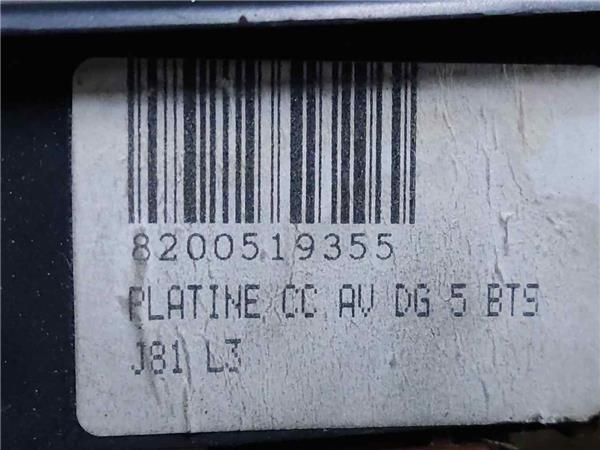 8200519355
PLATINE CC AV DG 5 BTS
J81 L3